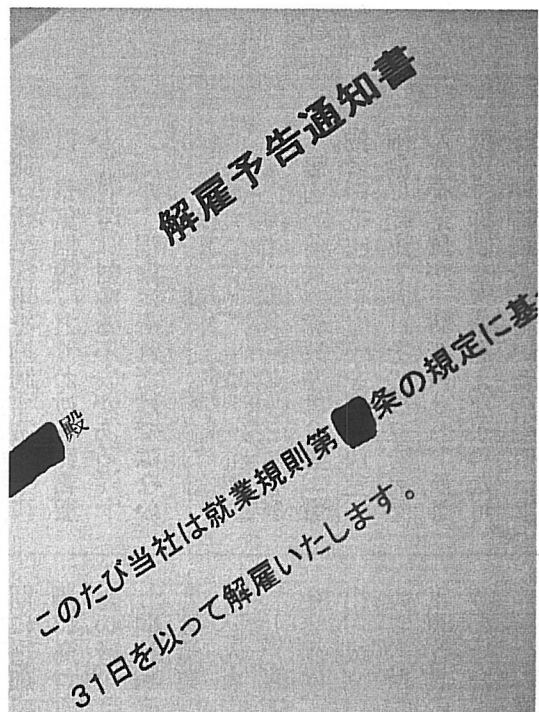 解雇予告通知書
殿
このたび当社は就業規則第 条の規定に基
31日を以って解雇いたします。